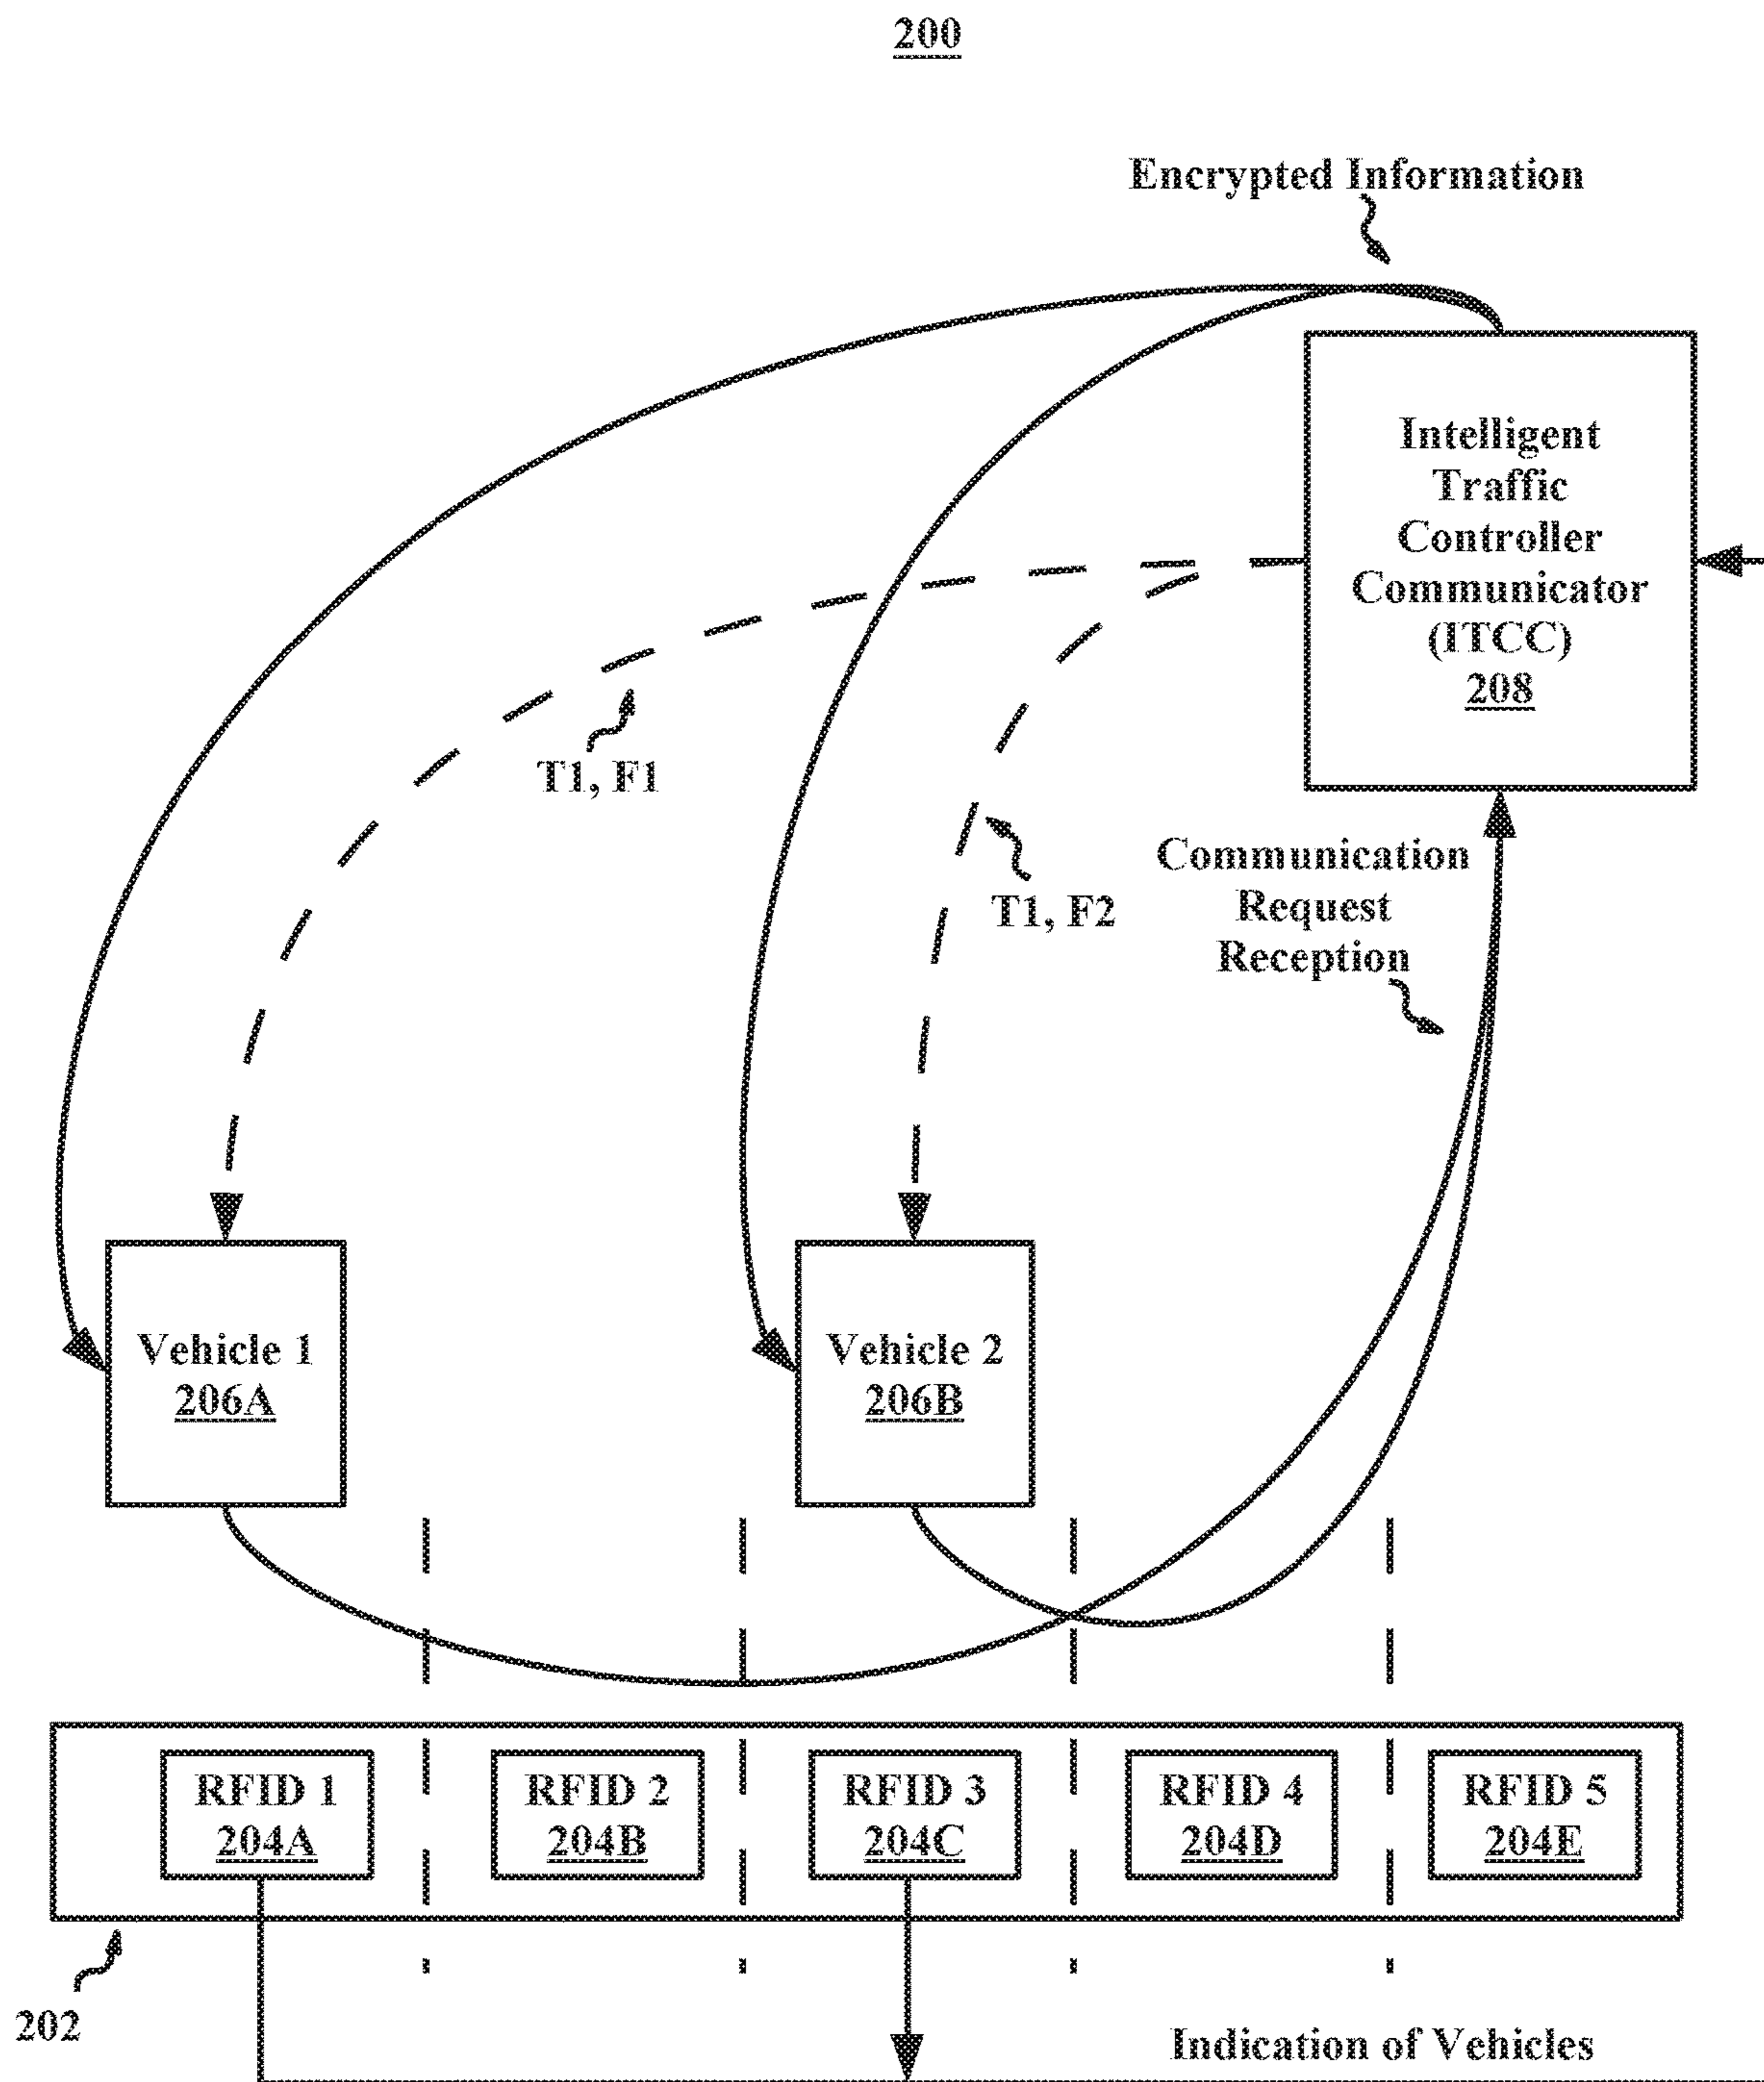 200
Encrypted Information
Intelligent
Traffic
Controller
Communicator
(ITCC)
208
T1, F1
T1, F2
Communication
Request
Reception
Vehicle 1
206A
Vehicle 2
206B
RFID 1
204A
RFID 2
204B
RFID 3
204C
RFID 4
204D
RFID 5
204E
202
Indication of Vehicles